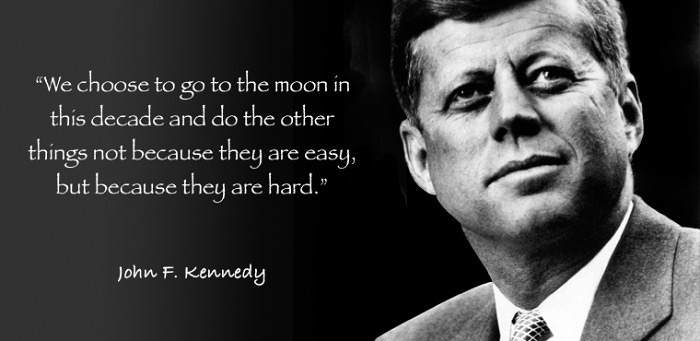 “We choose to go to the moon in
this decade and do the other
things not because they are easy,
but because they are hard.”
John F. Kennedy